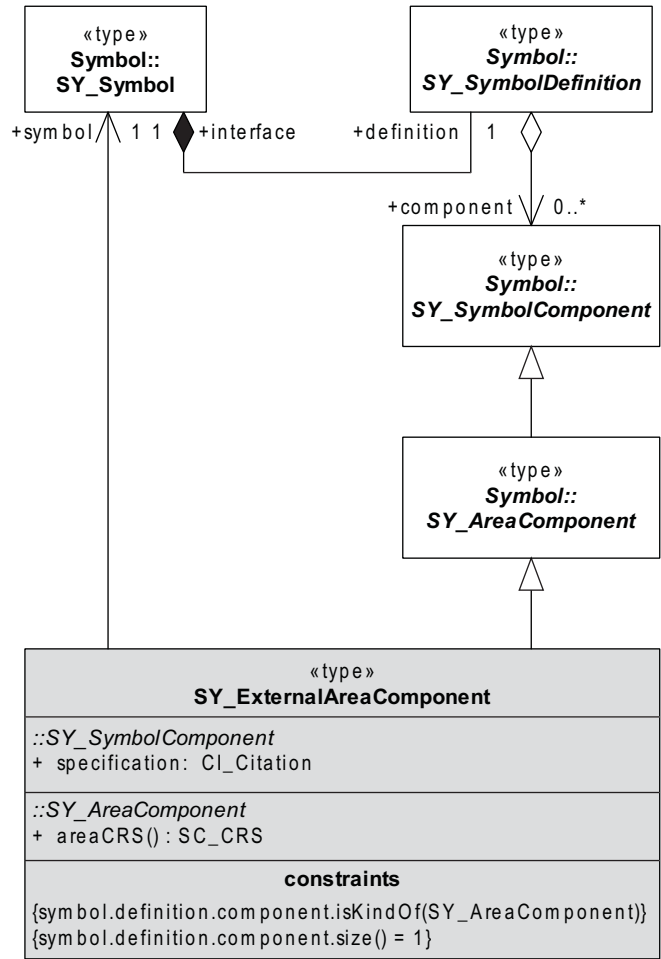 «type»
Symbol::
SY_Symbol
«type»
Symbol::
SY_SymbolDefinition
+symbol 1 1 +interface +definition 1
+component 0..*
«type»
Symbol::
SY_SymbolComponent
«type»
Symbol::
SY_AreaComponent
«type»
SY_ExternalAreaComponent
::SY_SymbolComponent
+ specification: CI_Citation
::SY_AreaComponent
+ areaCRS() : SC_CRS
constraints
{symbol.definition.component.isKindOf(SY_AreaComponent)}
{symbol.definition.component.size() = 1}